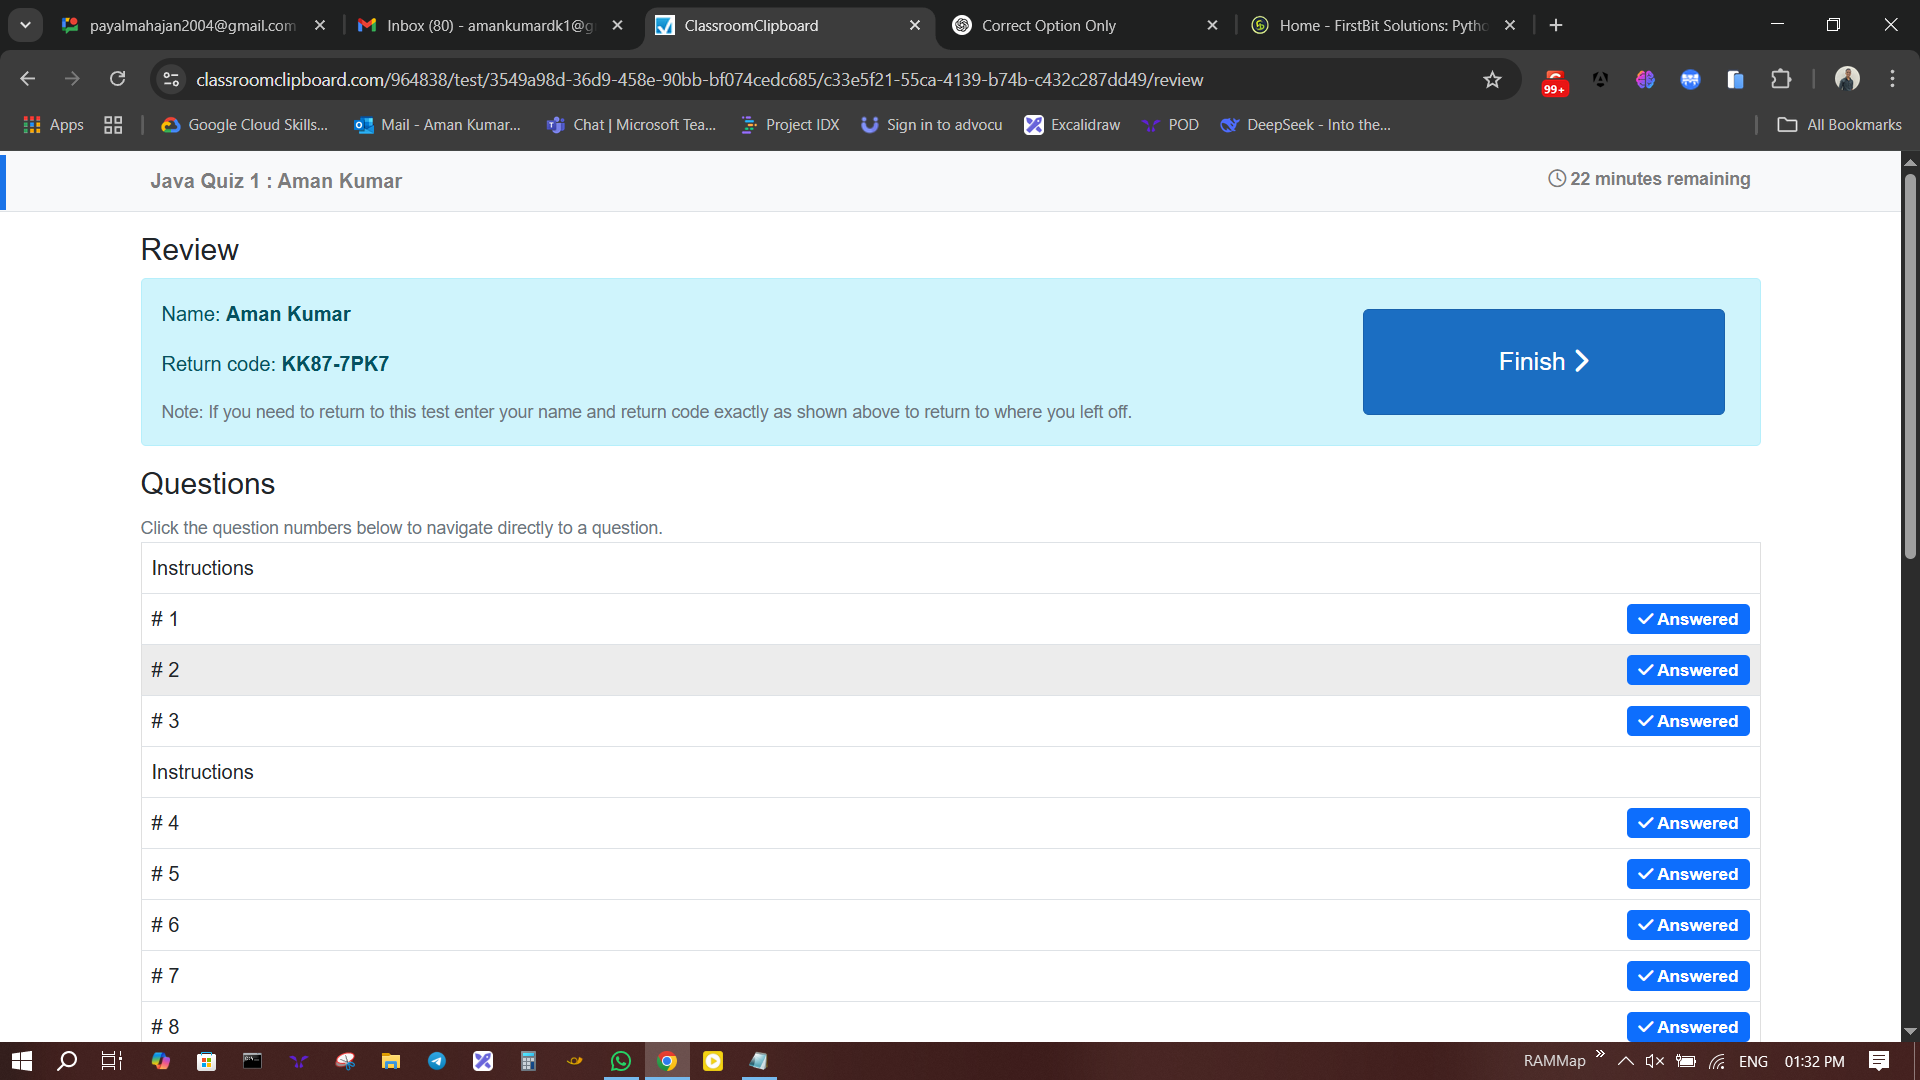 payalmahajan2004@gmail.com
Inbox (80) - amankumardk1@g
ClassroomClipboard
Correct Option Only
Home - FirstBit Solutions: Pytho
classroomclipboard.com/964838/test/3549a98d-36d9-458e-90bb-bf074cedc685/c33e5f21-55ca-4139-b74b-c432c287dd49/review
99+
Apps
Google Cloud Skills...
Mail - Aman Kumar...
Chat | Microsoft Tea...
Project IDX
Sign in to advocu
Excalidraw
POD
DeepSeek - Into the...
All Bookmarks
Java Quiz 1 : Aman Kumar
22 minutes remaining
Review
Name: Aman Kumar
Return code: KK87-7PK7
Note: If you need to return to this test enter your name and return code exactly as shown above to return to where you left off.
Finish
Questions
Click the question numbers below to navigate directly to a question.
Instructions
# 1 Answered
# 2 Answered
# 3 Answered
Instructions
# 4 Answered
# 5 Answered
# 6 Answered
# 7 Answered
# 8 Answered
RAMMap
ENG
01:32 PM